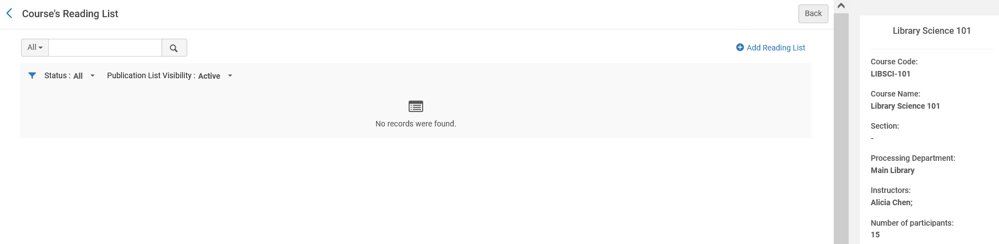 Course's Reading List
Back
All
Add Reading List
Status : All Publication List Visibility : Active
No records were found.
Library Science 101
Course Code:
LIBSCI-101
Course Name:
Library Science 101
Section:
-
Processing Department:
Main Library
Instructors:
Alicia Chen;
Number of participants:
15